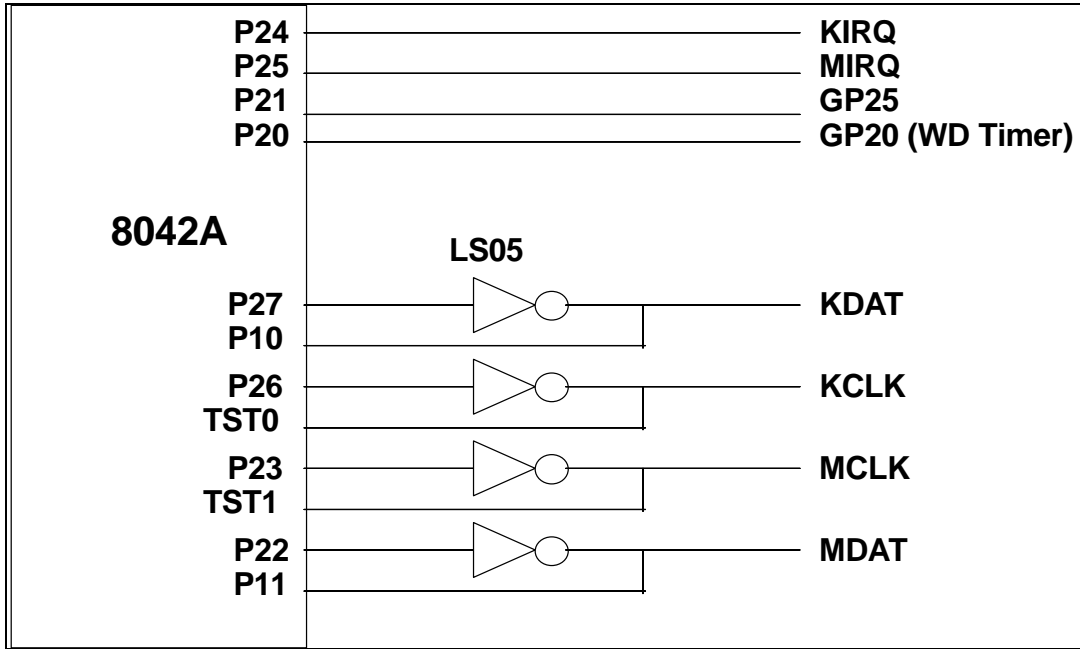 P24 KIRQ
P25 MIRQ
P21 GP25
P20 GP20 (WD Timer)
8042A
LS05
P27 KDAT
P10
P26 KCLK
TST0
P23 MCLK
TST1
P22 MDAT
P11